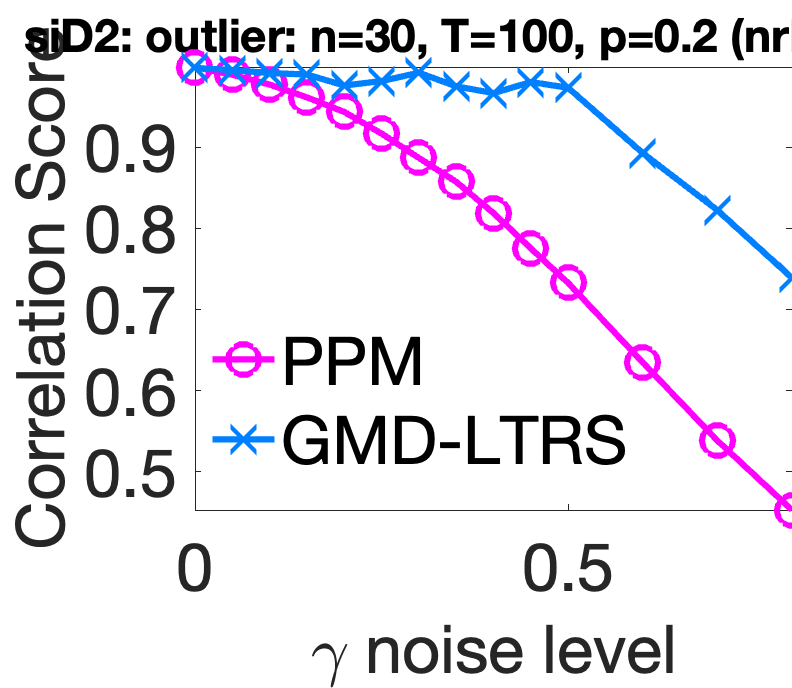 siD2: outlier: n=30, T=100, p=0.2 (nrl
Correlation Score
0.9
0.8
0.7
0.6
0.5
PPM
GMD-LTRS
0
0.5
γ noise level